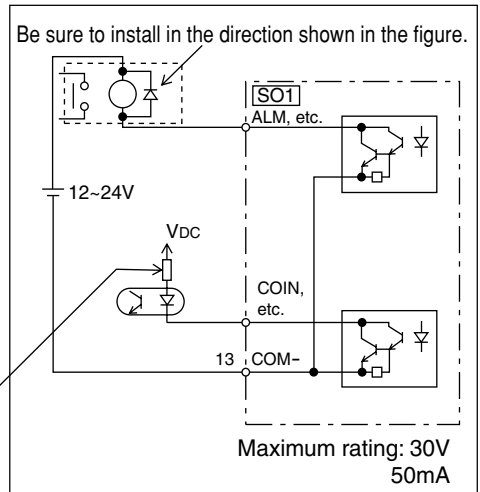 Be sure to install in the direction shown in the figure.
SO1
ALM, etc.
12~24V
VDC
COIN,
etc.
13 COM-
Maximum rating: 30V
50mA